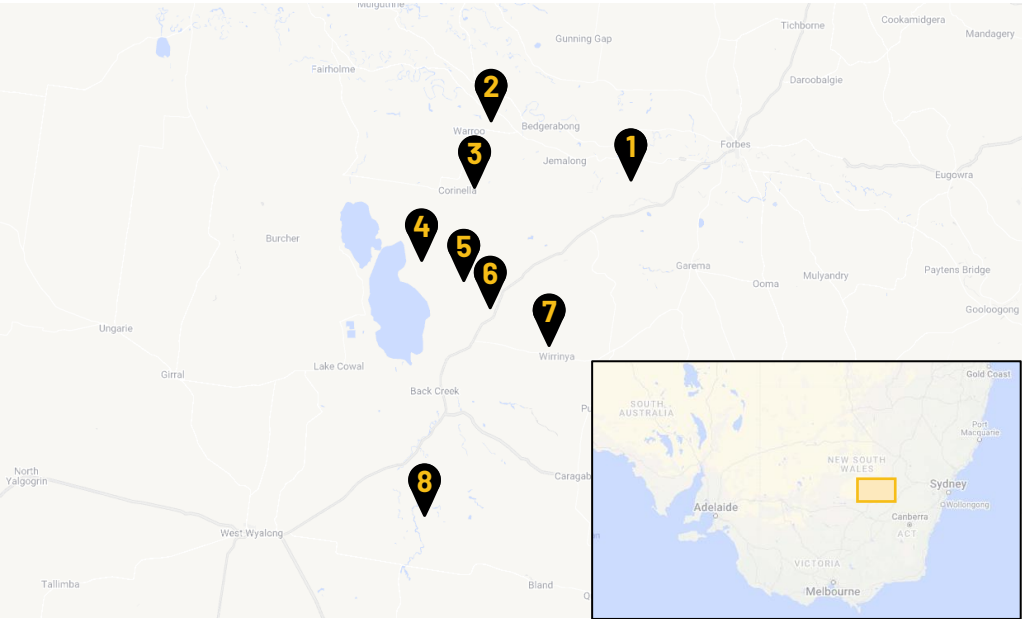 Mulguthrie
Tichborne
Cookamidgera
Mandagery
Gunning Gap
Fairholme
Daroobalgie
2
Warroo
Bedgerabong
Forbes
1
3
Jemalong
Eugowra
Corinella
4
Burcher
5
6
Garema
Ooma
Mulyandry
Paytens Bridge
7
Gooloogong
Ungarie
Wirrinya
Lake Cowal
Girral
Back Creek
North
Yalgogrin
8
Caragab
West Wyalong
Tallimba
Bland
Gold Coast
SOUTH
AUSTRALIA
Port
Macquarie
NEW SOUTH
WALES
Sydney
Wollongong
Adelaide
Canberra
ACT
VICTORIA
Melbourne